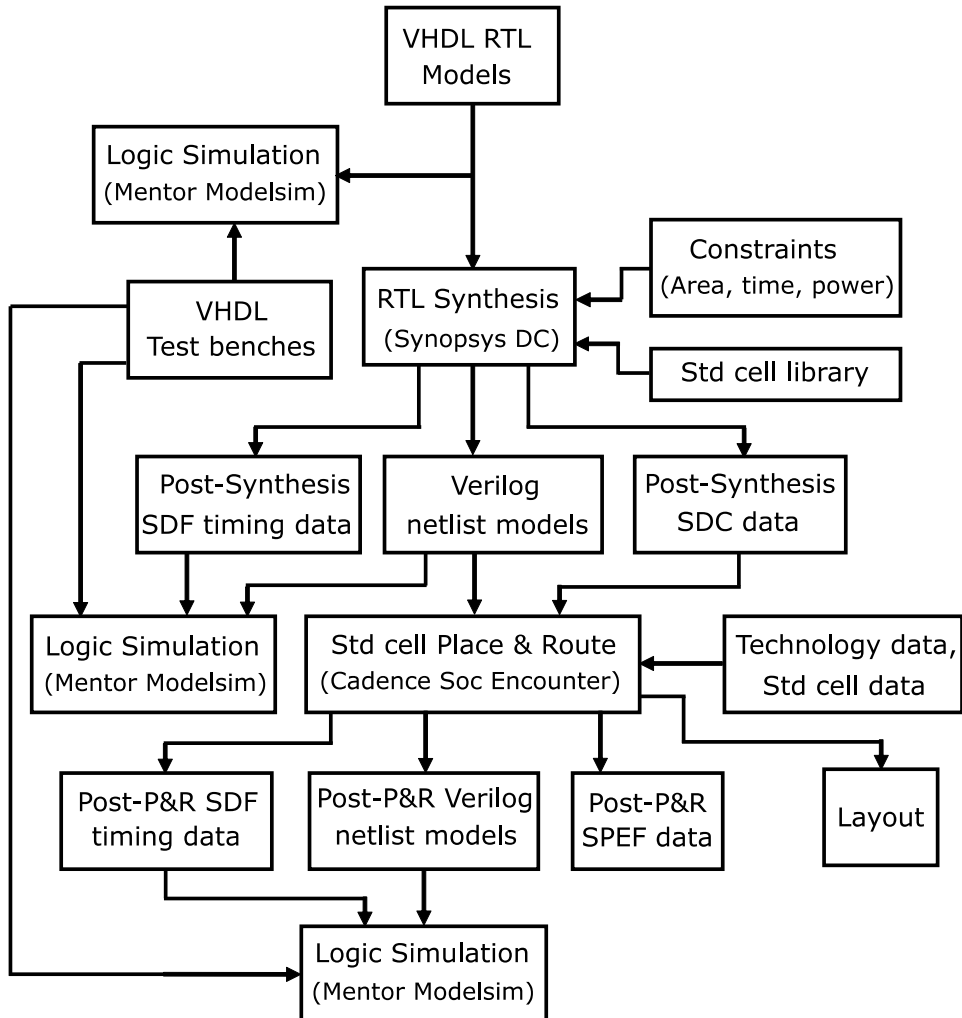 VHDL RTL
Models
Logic Simulation
(Mentor Modelsim)
Constraints
(Area, time, power)
RTL Synthesis
(Synopsys DC)
VHDL
Test benches
Std cell library
Post-Synthesis
SDF timing data
Verilog
netlist models
Post-Synthesis
SDC data
Logic Simulation
(Mentor Modelsim)
Std cell Place & Route
(Cadence Soc Encounter)
Technology data,
Std cell data
Post-P&R SDF
timing data
Post-P&R Verilog
netlist models
Post-P&R
SPEF data
Layout
Logic Simulation
(Mentor Modelsim)